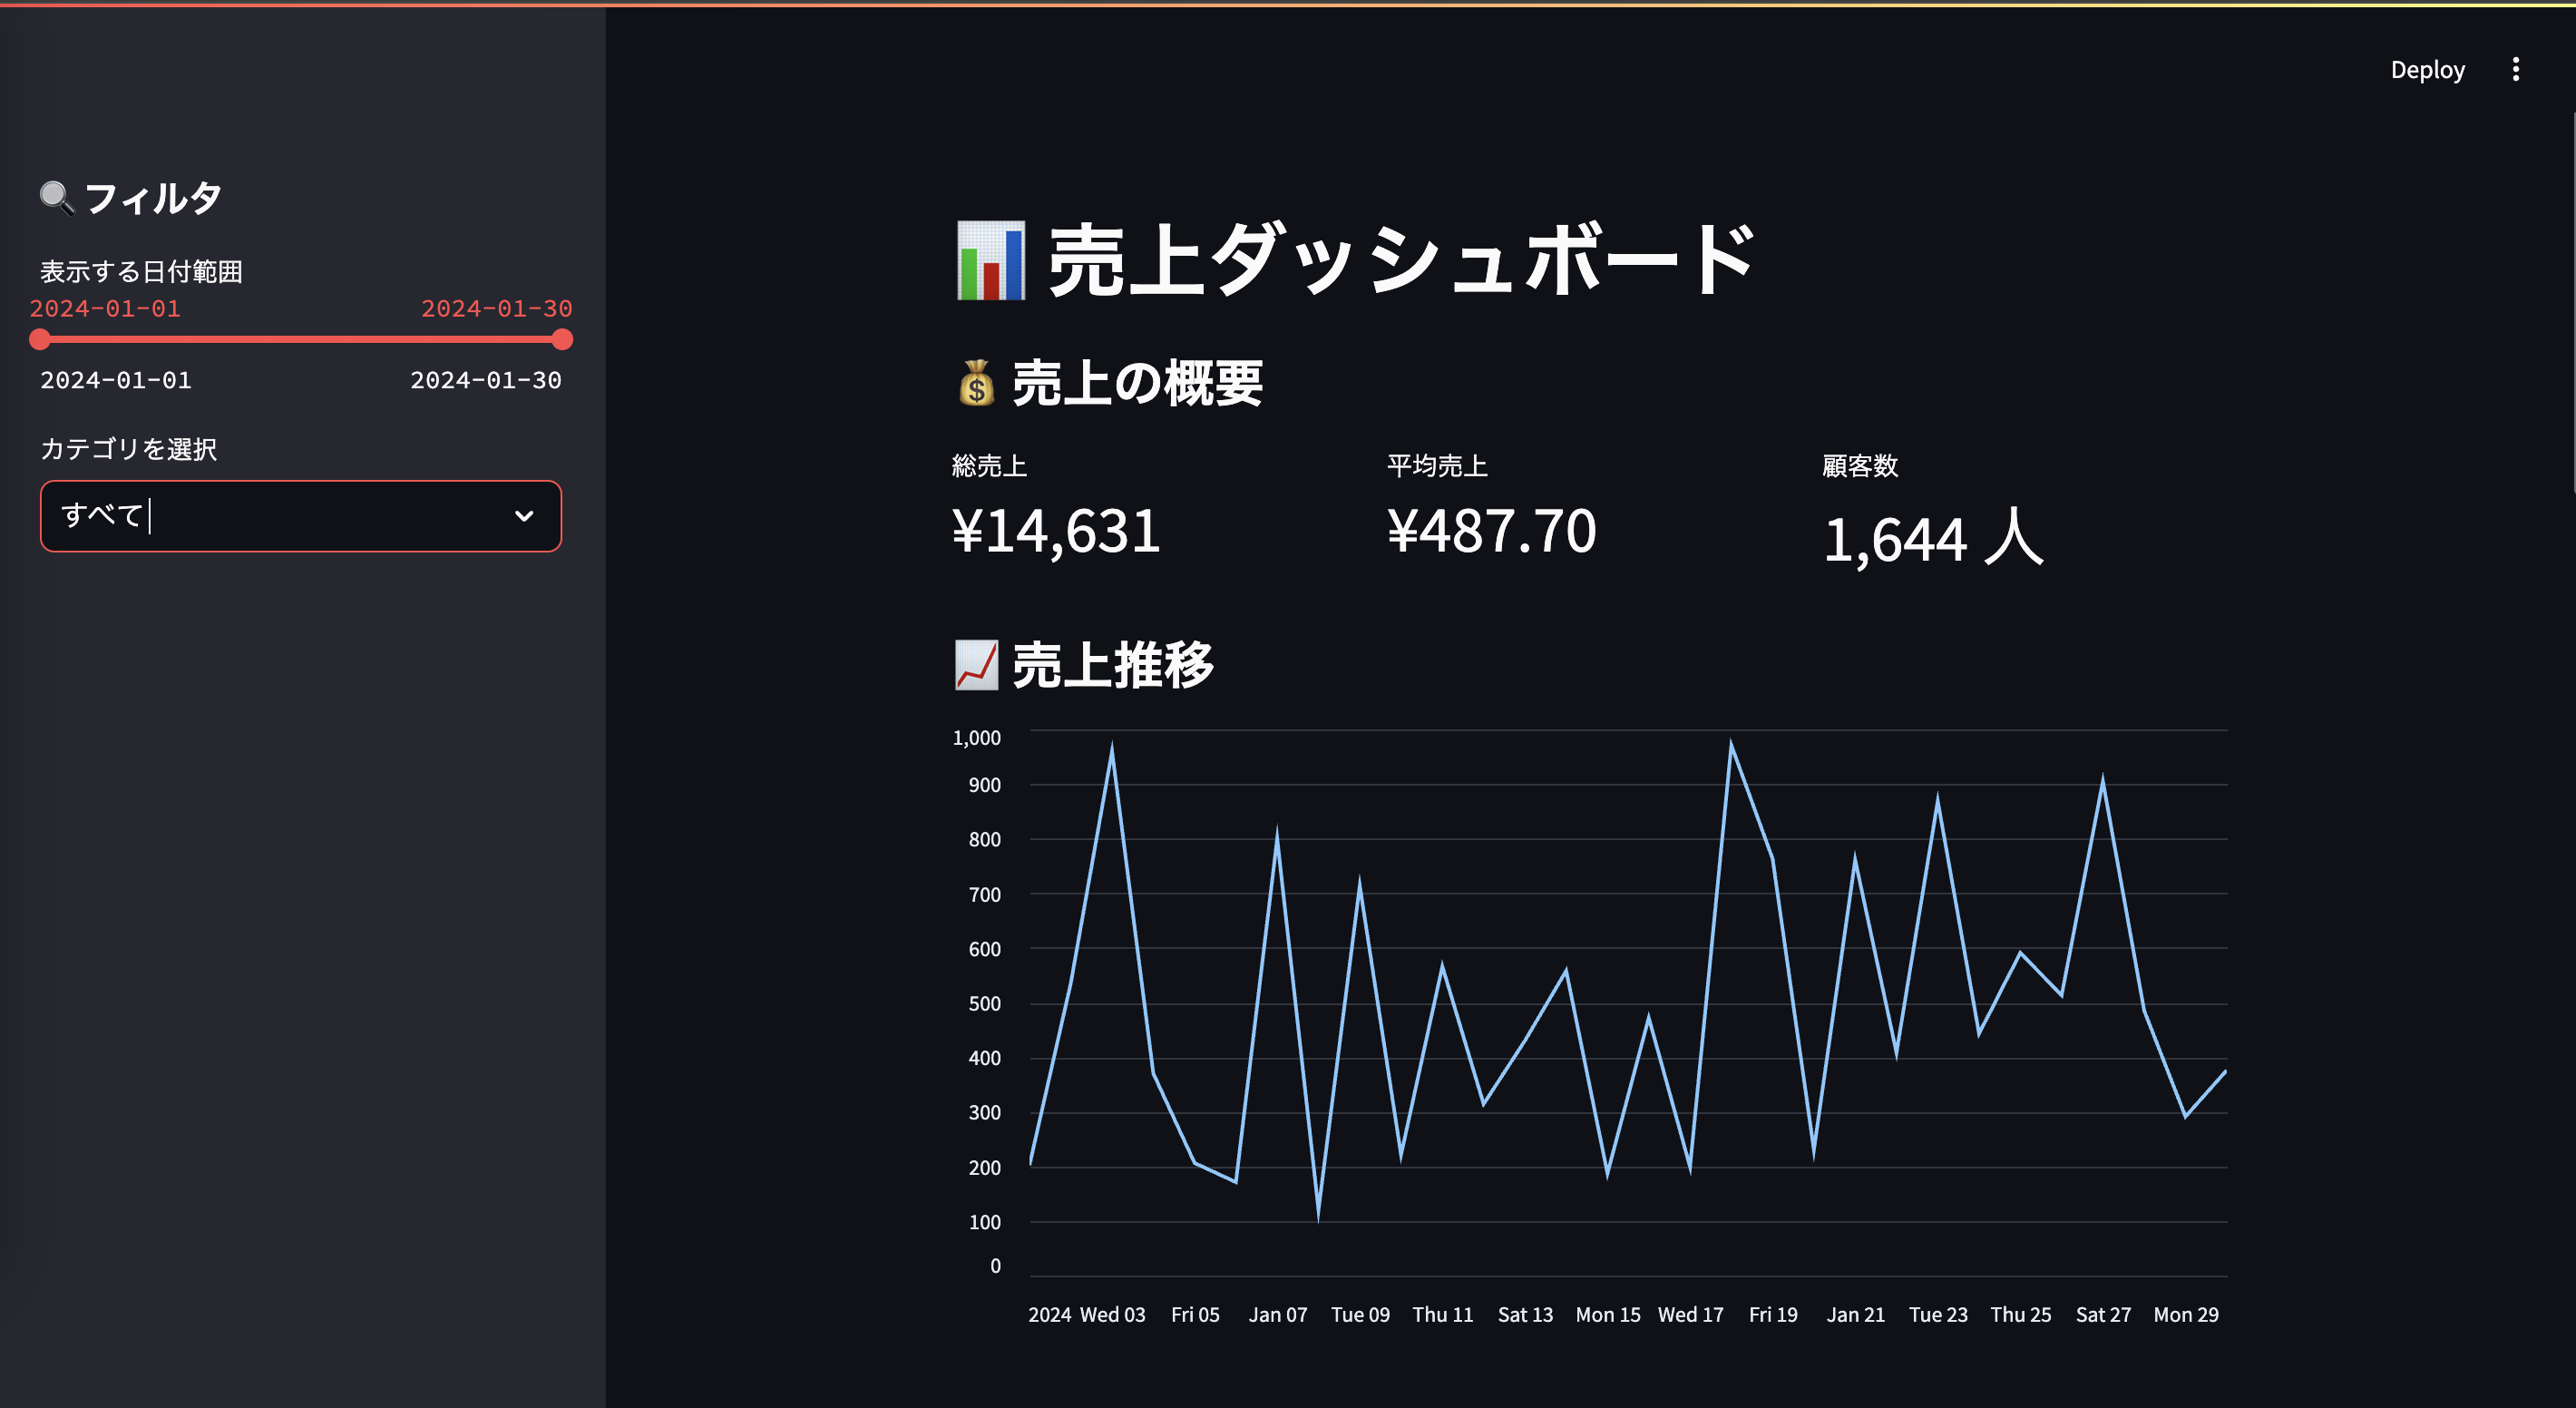 Deploy
🔍 フィルタ
表示する日付範囲
2024-01-01 2024-01-30
2024-01-01 2024-01-30
カテゴリを選択
すべて
📊 売上ダッシュボード
💰 売上の概要
総売上 平均売上 顧客数
¥14,631 ¥487.70 1,644 人
📈 売上推移
1,000
900
800
700
600
500
400
300
200
100
0
2024 Wed 03 Fri 05 Jan 07 Tue 09 Thu 11 Sat 13 Mon 15 Wed 17 Fri 19 Jan 21 Tue 23 Thu 25 Sat 27 Mon 29